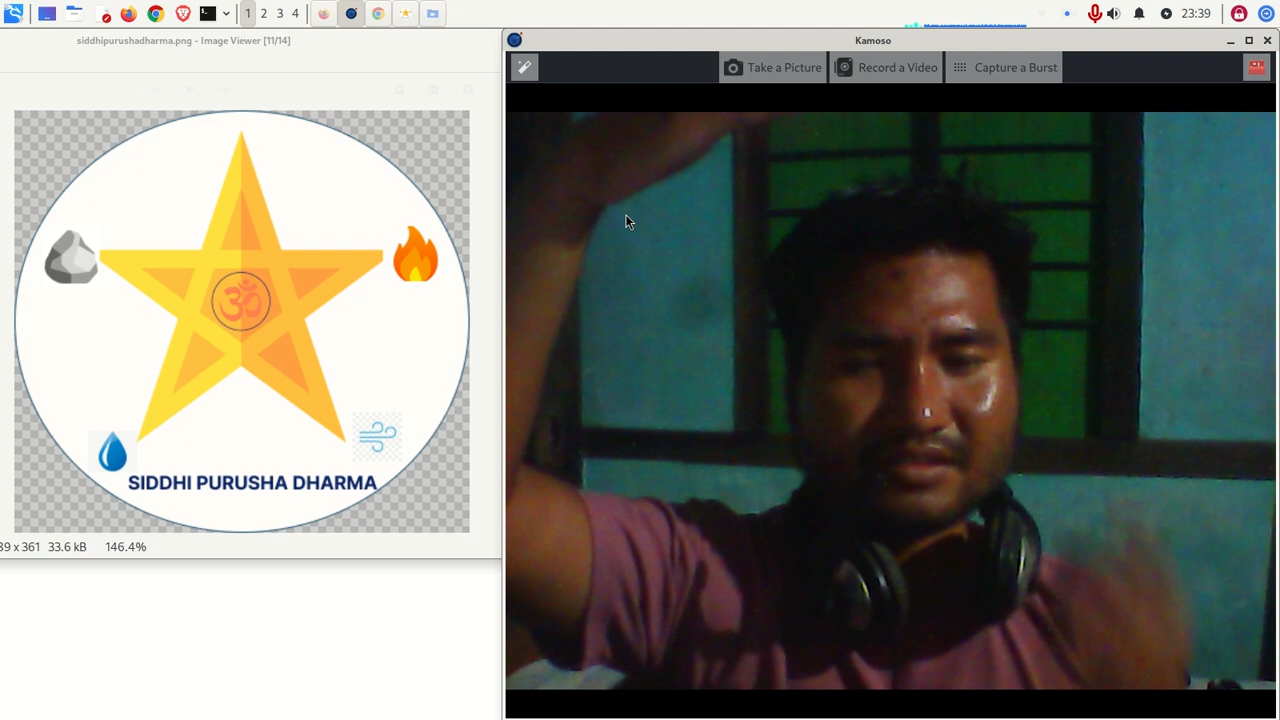 1 2 3 4
23:39
siddhipurushadharma.png - Image Viewer [11/14]
Kamoso
Take a Picture
Record a Video
Capture a Burst
ॐ
SIDDHI PURUSHA DHARMA
39 x 361 33.6 kB 146.4%